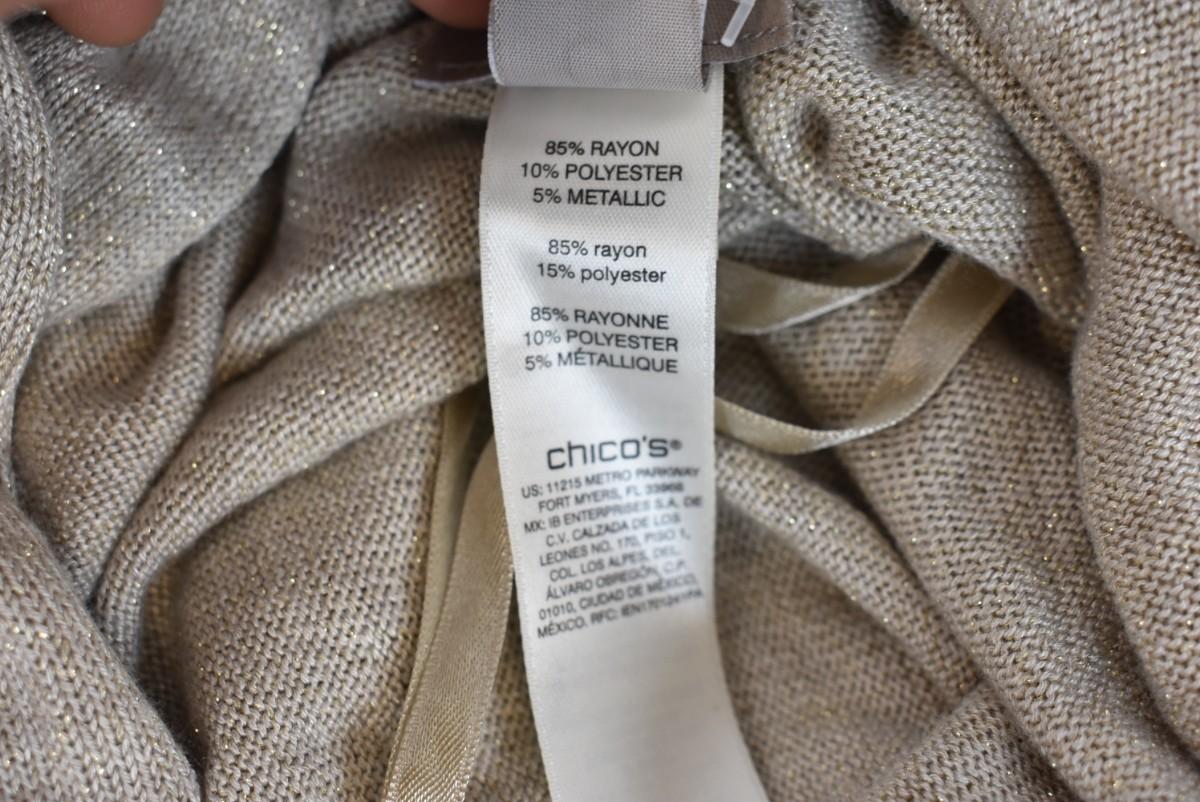 85% RAYON
10% POLYESTER
5% METALLIC
85% rayon
15% polyester
85% RAYONNE
10% POLYESTER
5% MÉTALLIQUE
chico's®
US: 11215 METRO PARKWAY
FORT MYERS, FL 33966
MX: IB ENTERPRISES S.A. DE
C.V. CALZADA DE LOS
LEONES NO. 170, PISO 1,
COL. LOS ALPES, DEL.
ÁLVARO OBREGÓN, C.P.
01010, CIUDAD DE MÉXICO,
MÉXICO. RFC: